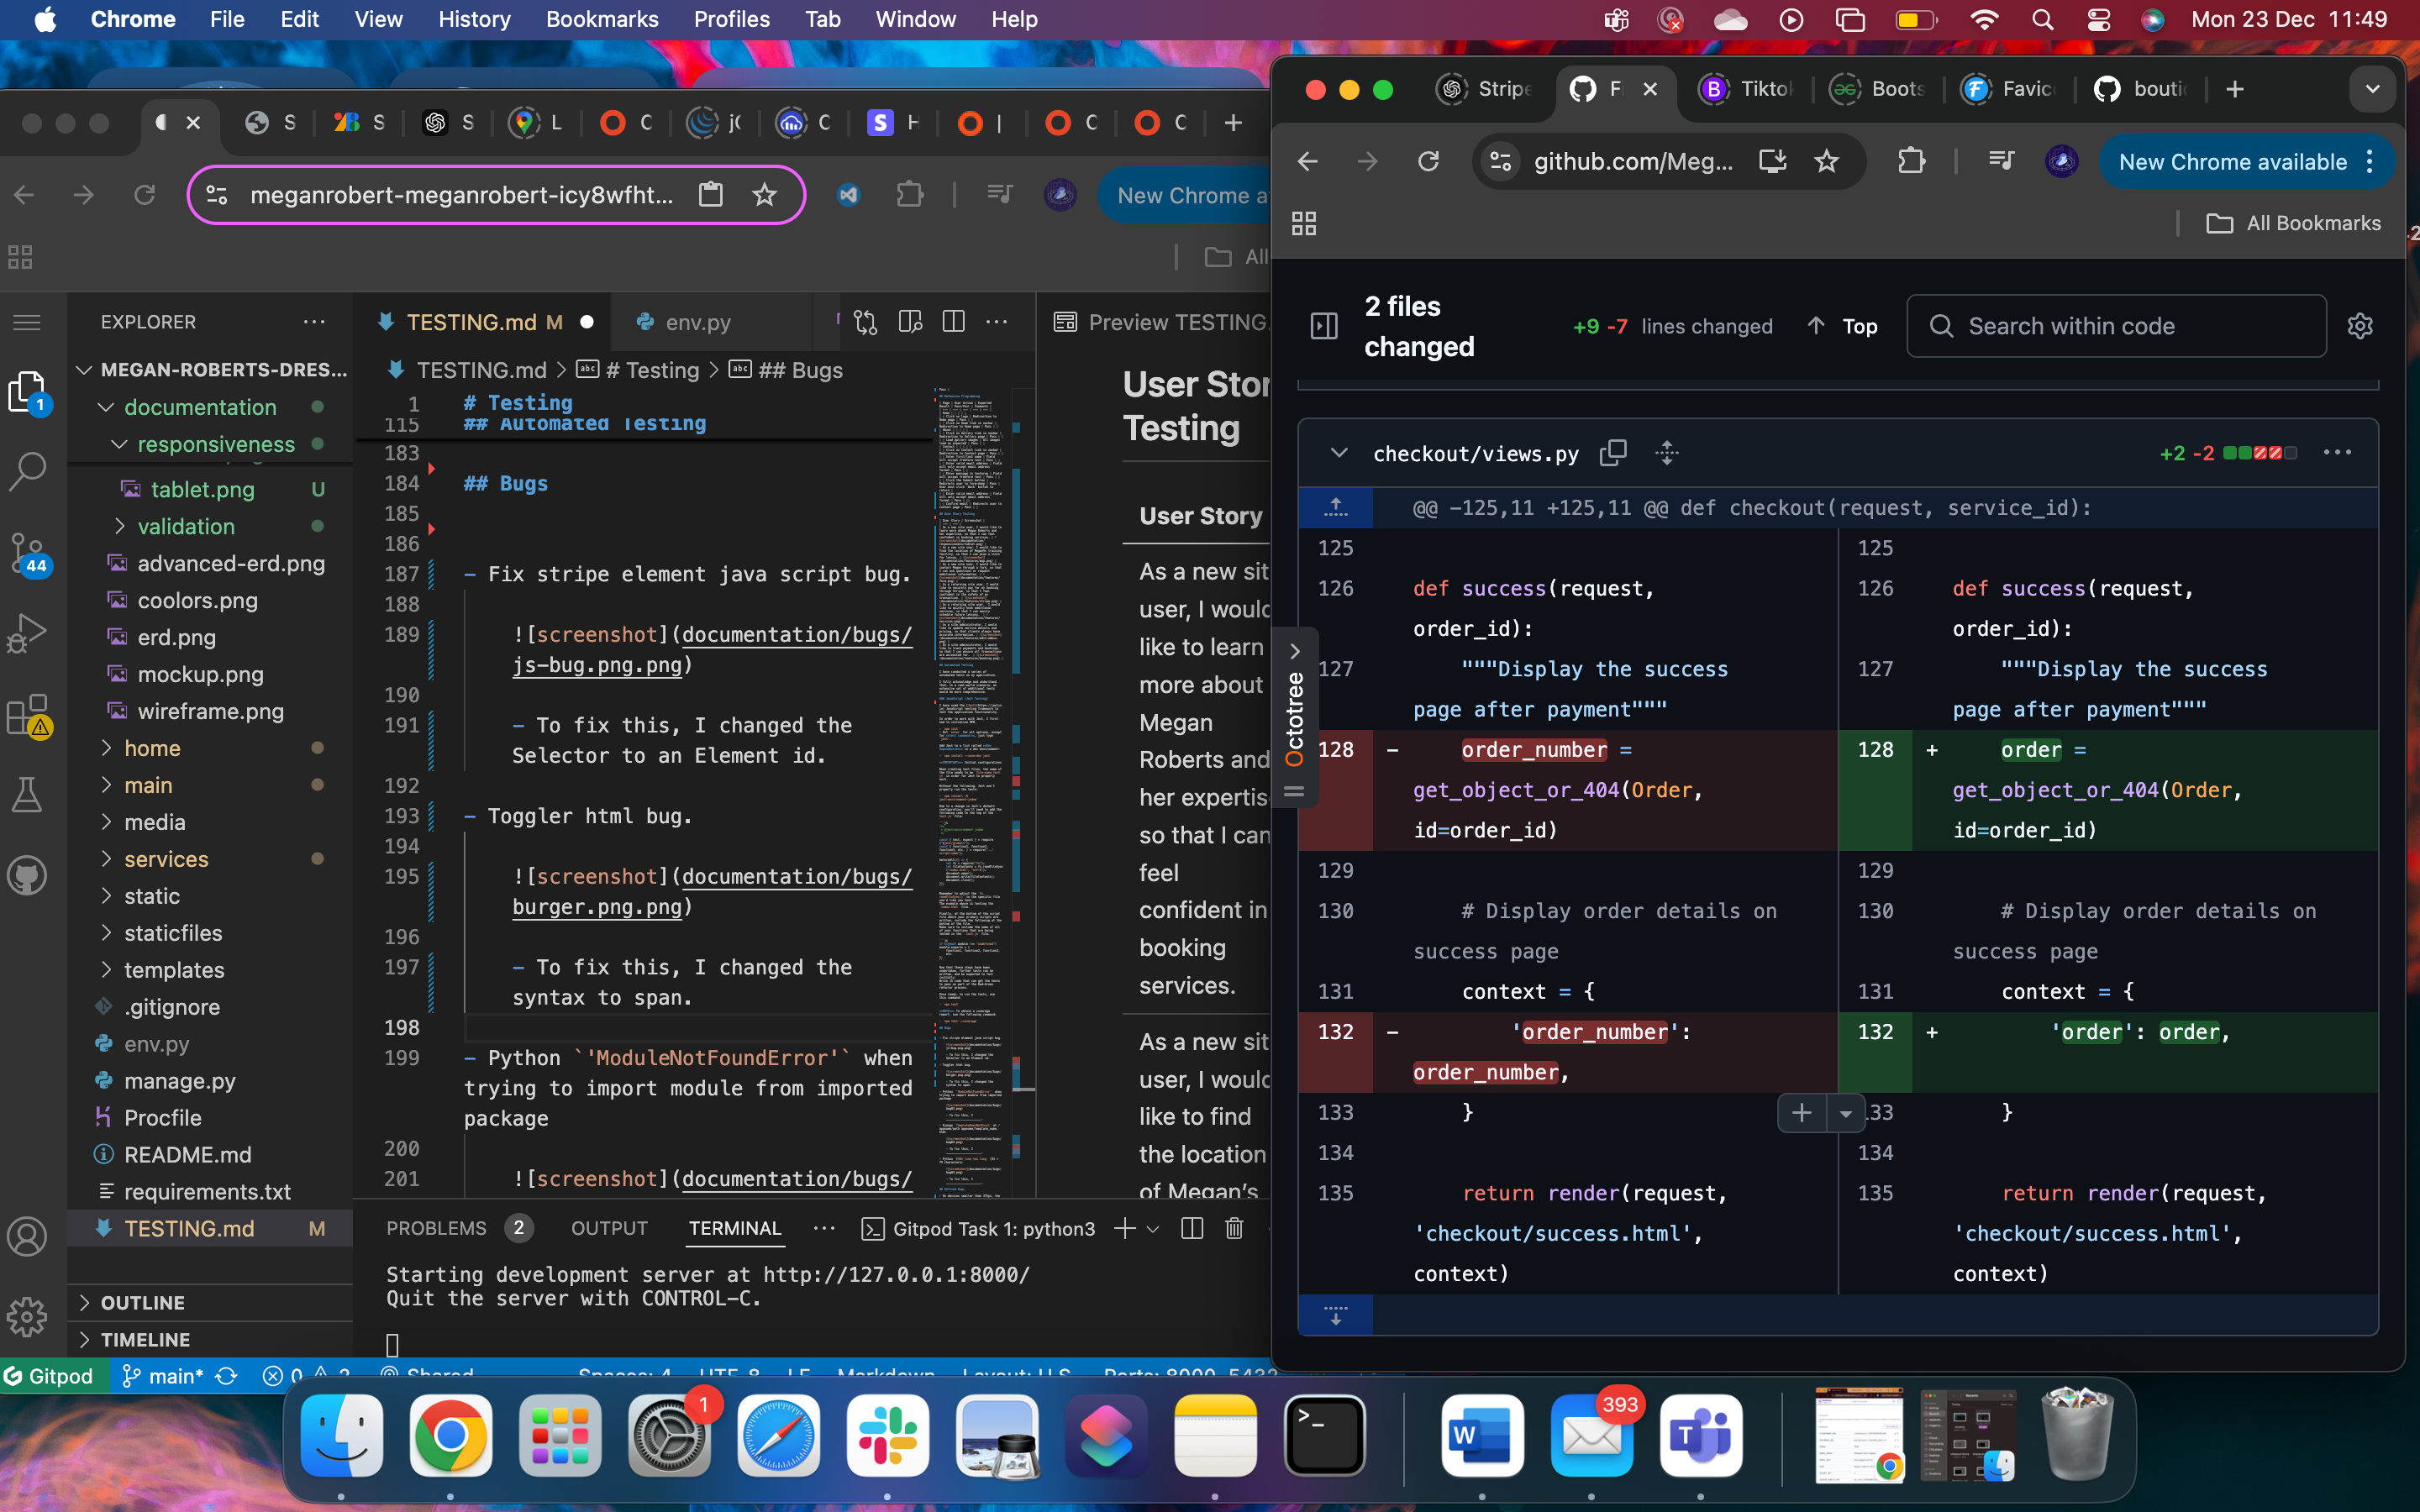 Chrome File Edit View History Bookmarks Profiles Tab Window Help
Mon 23 Dec 11:49
S S S L C j( C H | C C
meganrobert-meganrobert-icy8wfht...
New Chrome a
All
EXPLORER
MEGAN-ROBERTS-DRES...
documentation
responsiveness
tablet.png U
validation
advanced-erd.png
coolors.png
erd.png
mockup.png
wireframe.png
home
main
media
services
static
staticfiles
templates
.gitignore
env.py
manage.py
Procfile
README.md
requirements.txt
TESTING.md M
OUTLINE
TIMELINE
1
44
TESTING.md M
env.py
TESTING.md > # Testing > ## Bugs
1 # Testing
115 ## Automated Testing
183
184 ## Bugs
185
186
187 - Fix stripe element java script bug.
188
189 ![screenshot](documentation/bugs/
js-bug.png.png)
190
191 - To fix this, I changed the
Selector to an Element id.
192
193 - Toggler html bug.
194
195 ![screenshot](documentation/bugs/
burger.png.png)
196
197 - To fix this, I changed the
syntax to span.
198
199 - Python `'ModuleNotFoundError'` when
trying to import module from imported
package
200
201 ![screenshot](documentation/bugs/
Preview TESTING.
User Stor
Testing
User Story
As a new sit
user, I would
like to learn
more about
Megan
Roberts and
her expertis
so that I can
feel
confident in
booking
services.
As a new sit
user, I would
like to find
the location
of Megan's
PROBLEMS 2 OUTPUT TERMINAL
Gitpod Task 1: python3
Starting development server at http://127.0.0.1:8000/
Quit the server with CONTROL-C.
Gitpod main* 0 2 Shared Spaces: 4 UTF-8 LF Markdown Layout: U.S. Ports: 8000, 5432
Stripe F Tiktok Boots Favic bouti
github.com/Meg...
New Chrome available
All Bookmarks
2 files
changed
+9 -7 lines changed
Top
Search within code
Octotree
checkout/views.py
+2 -2
@@ -125,11 +125,11 @@ def checkout(request, service_id):
125
126 def success(request,
order_id):
127 """Display the success
page after payment"""
128 - order_number =
get_object_or_404(Order,
id=order_id)
129
130 # Display order details on
success page
131 context = {
132 - 'order_number':
order_number,
133 }
134
135 return render(request,
'checkout/success.html',
context)
125
126 def success(request,
order_id):
127 """Display the success
page after payment"""
128 + order =
get_object_or_404(Order,
id=order_id)
129
130 # Display order details on
success page
131 context = {
132 + 'order': order,
133 }
134
135 return render(request,
'checkout/success.html',
context)
1
393